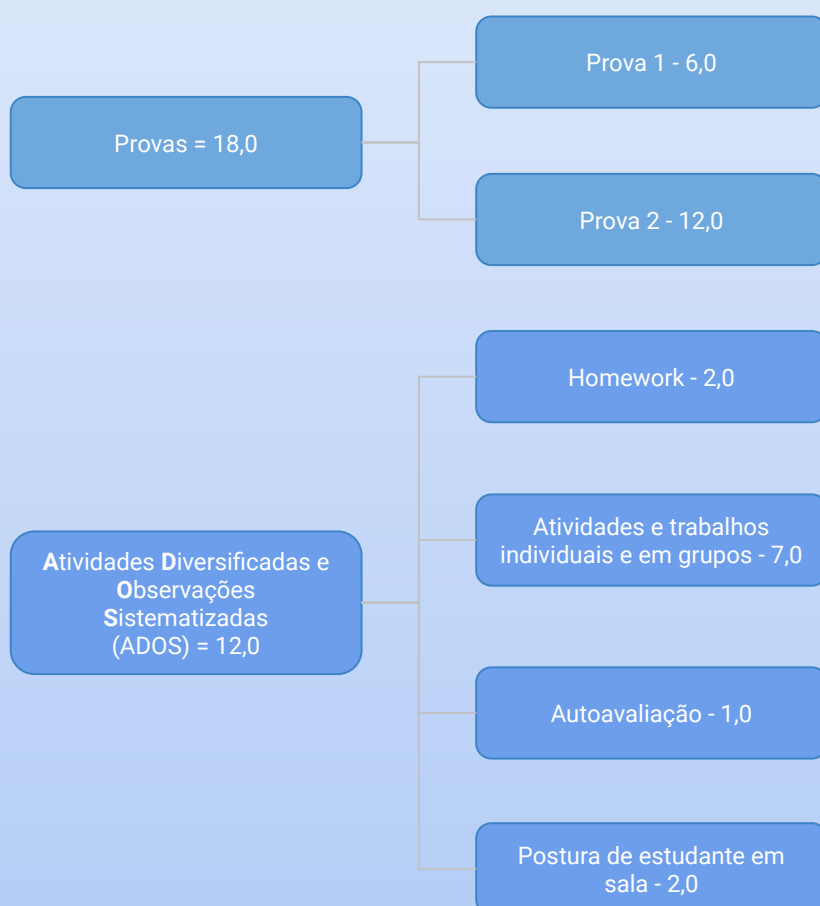 Prova 1 - 6,0
Provas = 18,0
Prova 2 - 12,0
Homework - 2,0
Atividades e trabalhos
individuais e em grupos - 7,0
Atividades Diversificadas e
Observações
Sistematizadas
(ADOS) = 12,0
Autoavaliação - 1,0
Postura de estudante em
sala - 2,0